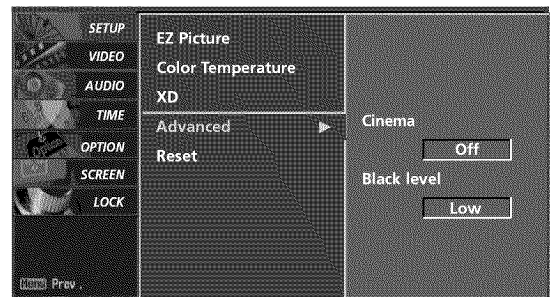 SETUP
VIDEO
AUDIO
TIME
OPTION
SCREEN
LOCK
Menu Prev.
EZ Picture
Color Temperature
XD
Advanced
Reset
Cinema
Off
Black level
Low